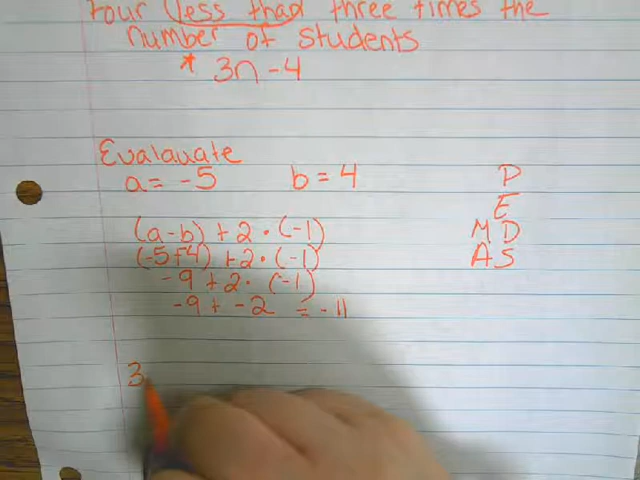 Four less than three times the
number of students
* 3n - 4
Evalauate
a = -5 b = 4
P
E
M D
A S
(a - b) + 2 · (-1)
(-5 + 4) + 2 · (-1)
-9 + 2 · (-1)
-9 + -2 = -11
3